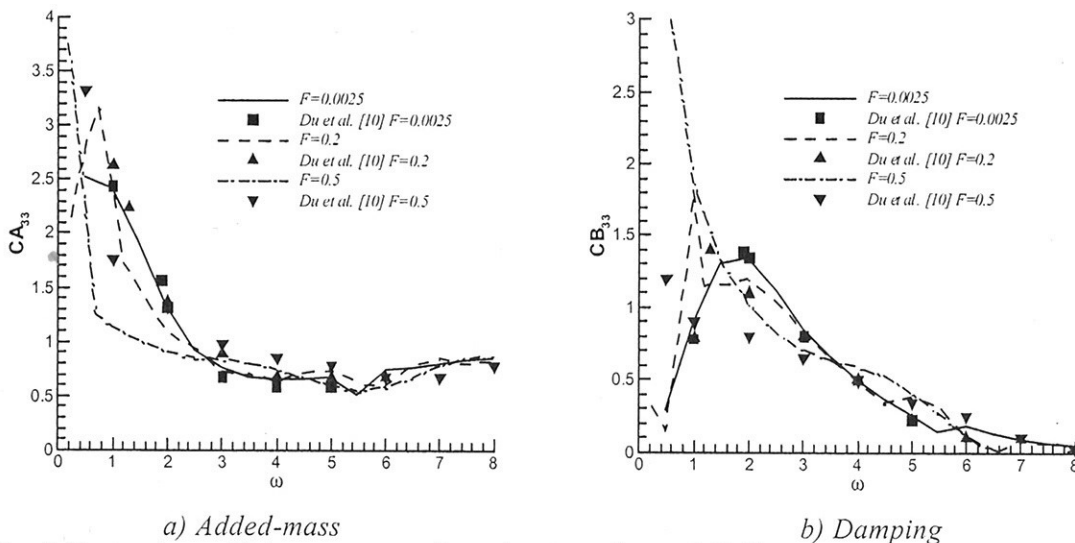 4
3.5
3
2.5
2
1.5
1
0.5
0
CA33
F=0.0025
Du et al. [10] F=0.0025
F=0.2
Du et al. [10] F=0.2
F=0.5
Du et al. [10] F=0.5
0 1 2 3 4 5 6 7 8
ω
a) Added-mass
3
2.5
2
1.5
1
0.5
0
CB33
F=0.0025
Du et al. [10] F=0.0025
F=0.2
Du et al. [10] F=0.2
F=0.5
Du et al. [10] F=0.5
0 1 2 3 4 5 6 7 8
ω
b) Damping